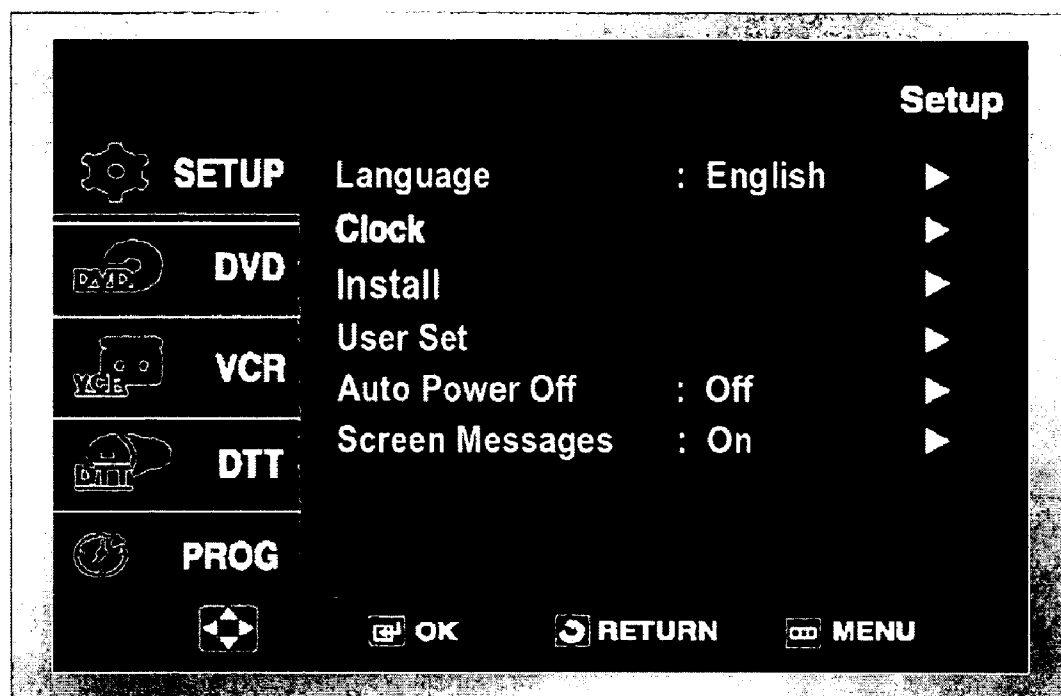 Setup
SETUP
DVD
VCR
DTT
PROG
Language : English ▶
Clock ▶
Install ▶
User Set ▶
Auto Power Off : Off ▶
Screen Messages : On ▶
OK RETURN MENU